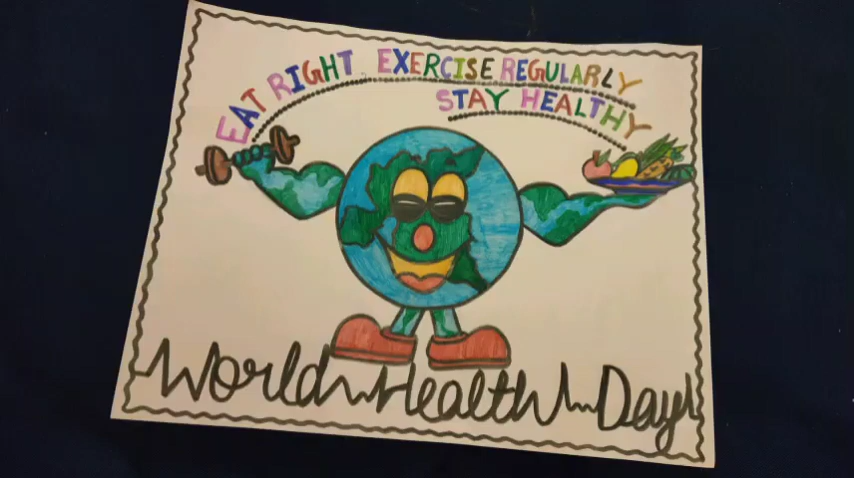 EAT RIGHT EXERCISE REGULARLY
STAY HEALTHY
World Health Day